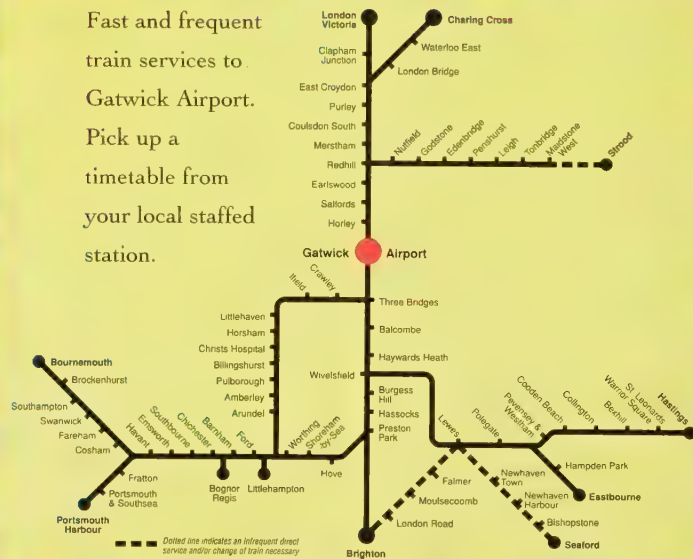 Fast and frequent
train services to
Gatwick Airport.
Pick up a
timetable from
your local staffed
station.
London
Victoria
Charing Cross
Waterloo East
London Bridge
Clapham
Junction
East Croydon
Purley
Coulsdon South
Merstham
Redhill
Nutfield
Godstone
Edenbridge
Penshurst
Leigh
Tonbridge
Maidstone
West
Strood
Earlswood
Salfords
Horley
Gatwick Airport
Three Bridges
Crawley
Ifield
Littlehaven
Horsham
Christs Hospital
Billingshurst
Pulborough
Amberley
Arundel
Balcombe
Haywards Heath
Wivelsfield
Burgess
Hill
Hassocks
Preston
Park
Bournemouth
Brockenhurst
Southampton
Swanwick
Fareham
Cosham
Havant
Emsworth
Southbourne
Chichester
Barnham
Ford
Worthing
Shoreham
-by-Sea
Hove
Fratton
Portsmouth
& Southsea
Portsmouth
Harbour
Bognor
Regis
Littlehampton
Lewes
Polegate
Pevensey &
Westham
Cooden Beach
Collington
Bexhill
St. Leonards
Warrior Square
Hastings
Hampden Park
Eastbourne
Falmer
Moulsecoomb
London Road
Brighton
Newhaven
Town
Newhaven
Harbour
Bishopstone
Seaford
Dotted line indicates an infrequent direct
service and/or change of train necessary